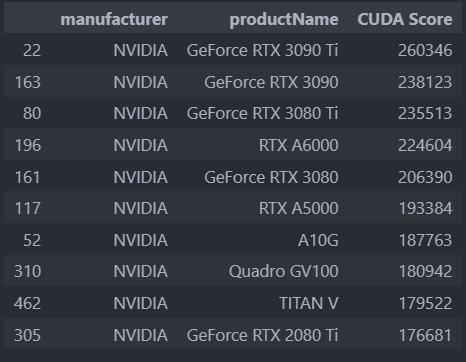 manufacturer productName CUDA Score
22 NVIDIA GeForce RTX 3090 Ti 260346
163 NVIDIA GeForce RTX 3090 238123
80 NVIDIA GeForce RTX 3080 Ti 235513
196 NVIDIA RTX A6000 224604
161 NVIDIA GeForce RTX 3080 206390
117 NVIDIA RTX A5000 193384
52 NVIDIA A10G 187763
310 NVIDIA Quadro GV100 180942
462 NVIDIA TITAN V 179522
305 NVIDIA GeForce RTX 2080 Ti 176681